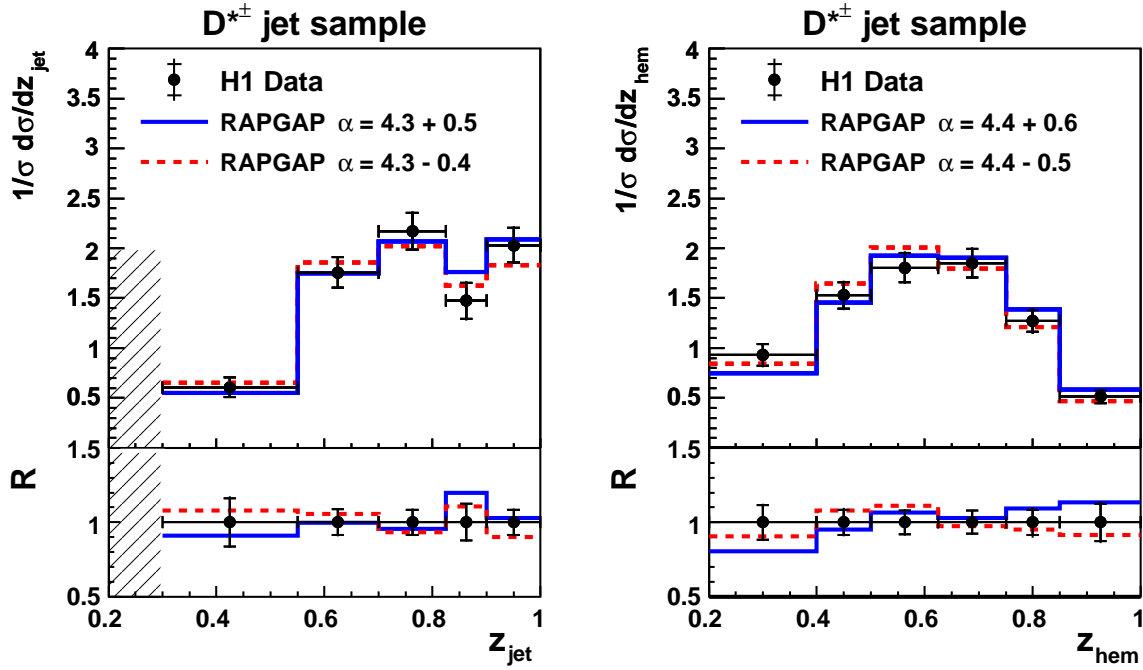 D*± jet sample
1/σ dσ/dz_jet
4
3.5
3
2.5
2
1.5
1
0.5
H1 Data
RAPGAP α = 4.3 + 0.5
RAPGAP α = 4.3 - 0.4
R
1.5
1
0.5
0.2 0.4 0.6 0.8 1
z_jet
D*± jet sample
1/σ dσ/dz_hem
4
3.5
3
2.5
2
1.5
1
0.5
H1 Data
RAPGAP α = 4.4 + 0.6
RAPGAP α = 4.4 - 0.5
R
1.5
1
0.5
0.2 0.4 0.6 0.8 1
z_hem